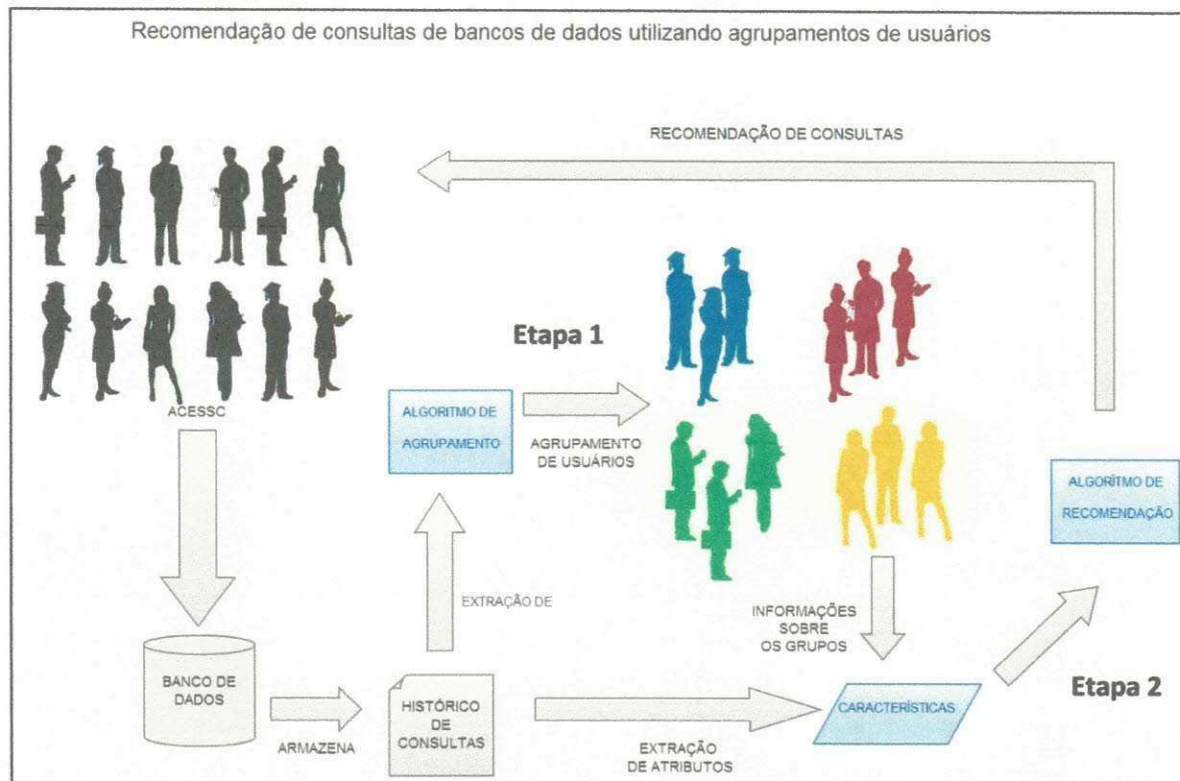 Recomendação de consultas de bancos de dados utilizando agrupamentos de usuários
RECOMENDAÇÃO DE CONSULTAS
Etapa 1
ACESSC
ALGORITMO DE
AGRUPAMENTO
AGRUPAMENTO
DE USUÁRIOS
ALGORÍTMO DE
RECOMENDAÇÃO
EXTRAÇÃO DE
INFORMAÇÕES
SOBRE
OS GRUPOS
BANCO DE
DADOS
ARMAZENA
HISTÓRICO
DE
CONSULTAS
EXTRAÇÃO
DE ATRIBUTOS
CARACTERÍSTICAS
Etapa 2